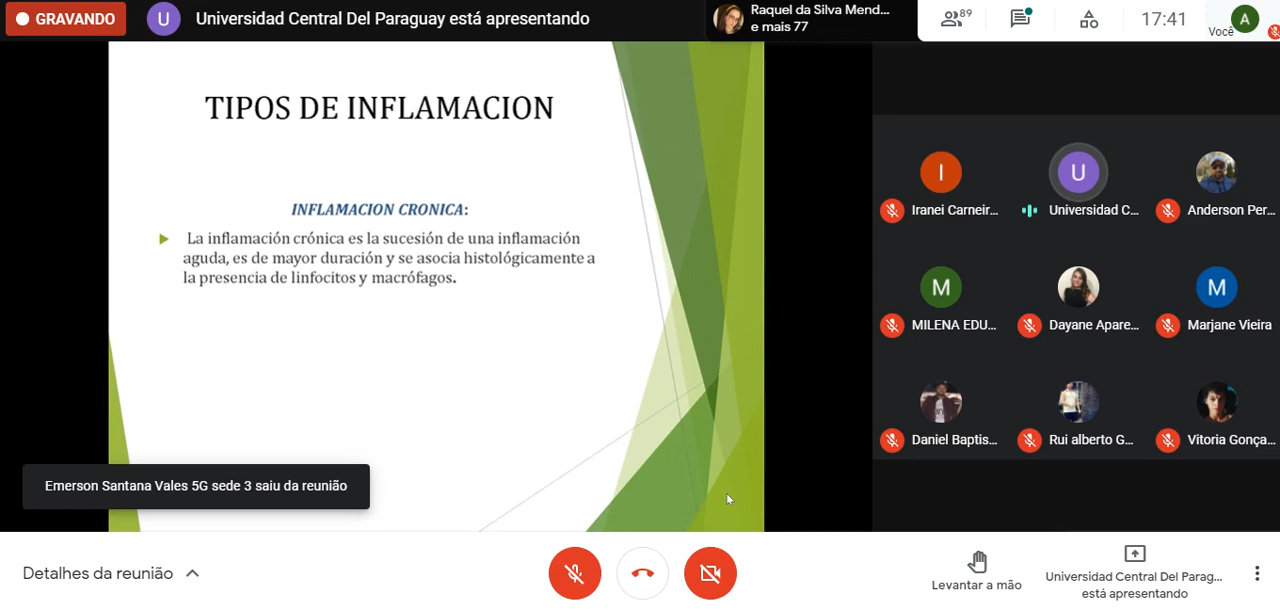 GRAVANDO
U
Universidad Central Del Paraguay está apresentando
Raquel da Silva Mend...
e mais 77
89
17:41
Você
A
TIPOS DE INFLAMACION
INFLAMACION CRONICA:
La inflamación crónica es la sucesión de una inflamación
aguda, es de mayor duración y se asocia histológicamente a
la presencia de linfocitos y macrófagos.
I
U
Iranei Carneir...
Universidad C...
Anderson Per...
M
M
MILENA EDU...
Dayane Apare...
Marjane Vieira
Daniel Baptis...
Rui alberto G...
Vitoria Gonça...
Emerson Santana Vales 5G sede 3 saiu da reunião
Detalhes da reunião
Levantar a mão
Universidad Central Del Parag...
está apresentando